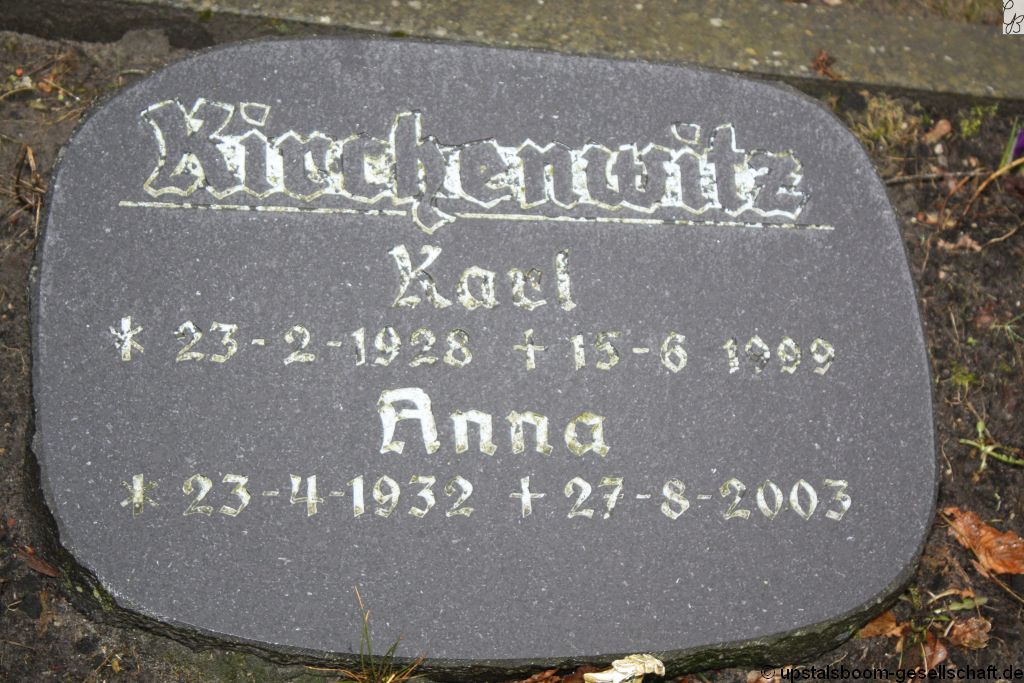 Kirchenwitz
Karl
* 23-2-1928 + 15-6 1999
Anna
* 23-4-1932 + 27-8-2003
© upstalsboom-gesellschaft.de